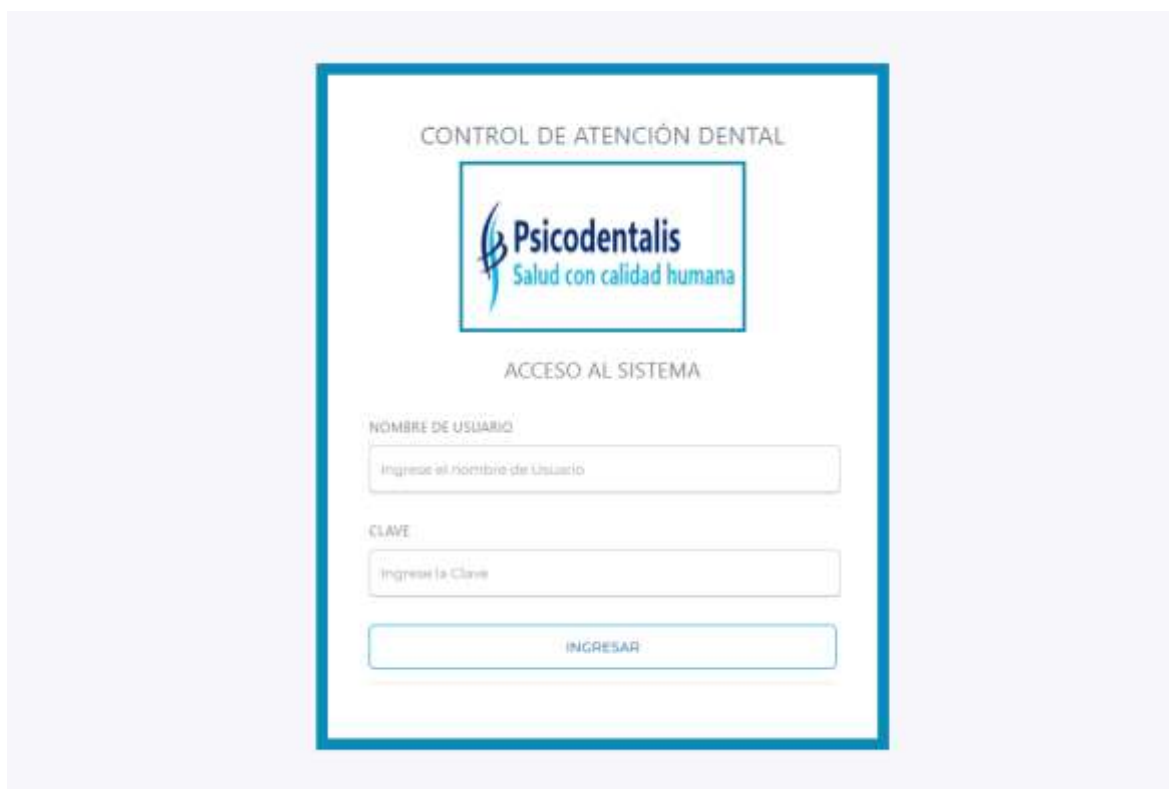 CONTROL DE ATENCIÓN DENTAL
Psicodentalis
Salud con calidad humana
ACCESO AL SISTEMA
NOMBRE DE USUARIO
Ingrese el nombre de Usuario
CLAVE
Ingrese la Clave
INGRESAR